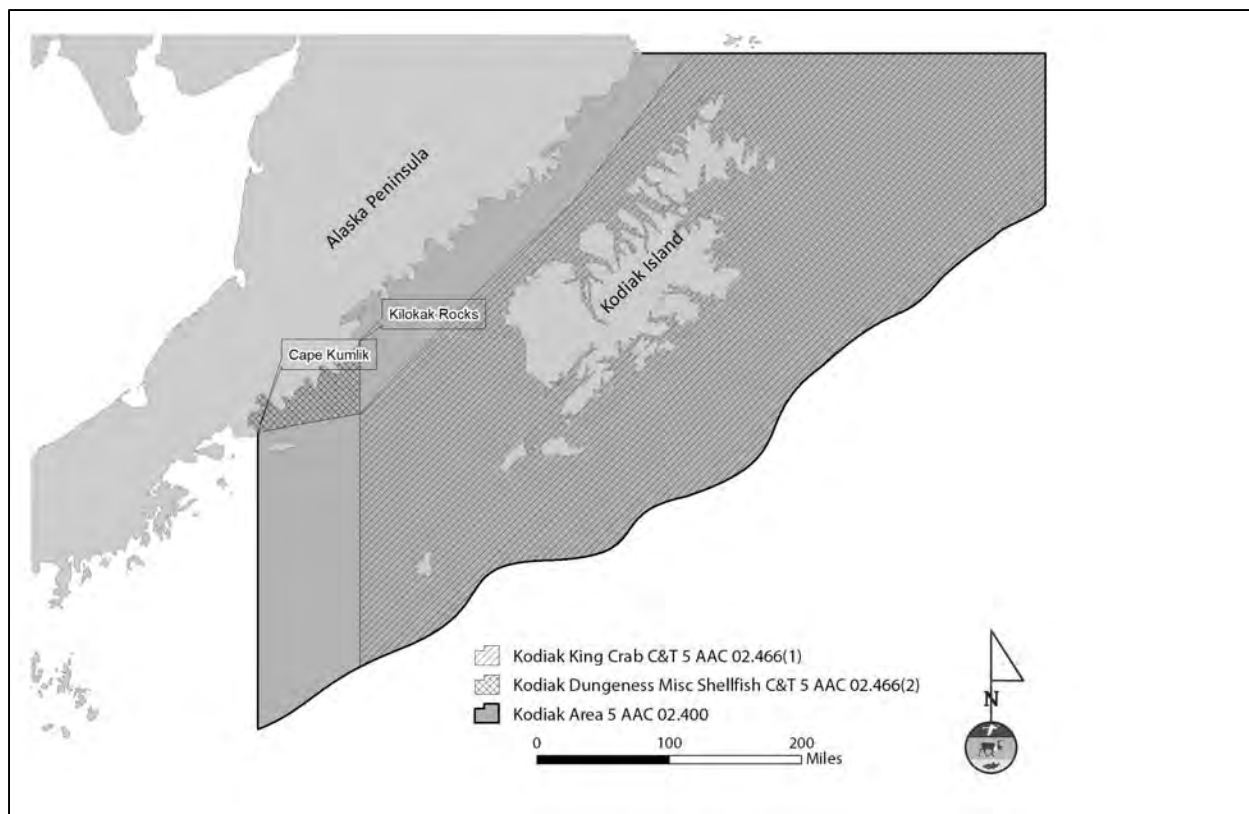 Alaska Peninsula
Kodiak Island
Kilokak Rocks
Cape Kumlik
Kodiak King Crab C&T 5 AAC 02.466(1)
Kodiak Dungeness Misc Shellfish C&T 5 AAC 02.466(2)
Kodiak Area 5 AAC 02.400
0 100 200
Miles
N